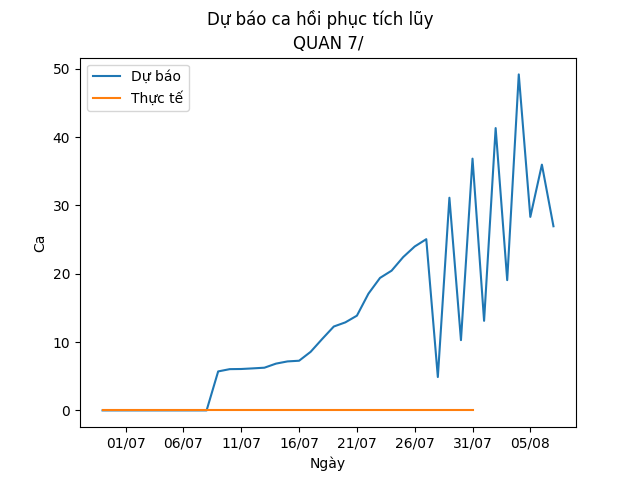 Dự báo ca hồi phục tích lũy
QUAN 7/
Dự báo
Thực tế
50
40
30
20
10
0
Ca
01/07 06/07 11/07 16/07 21/07 26/07 31/07 05/08
Ngày